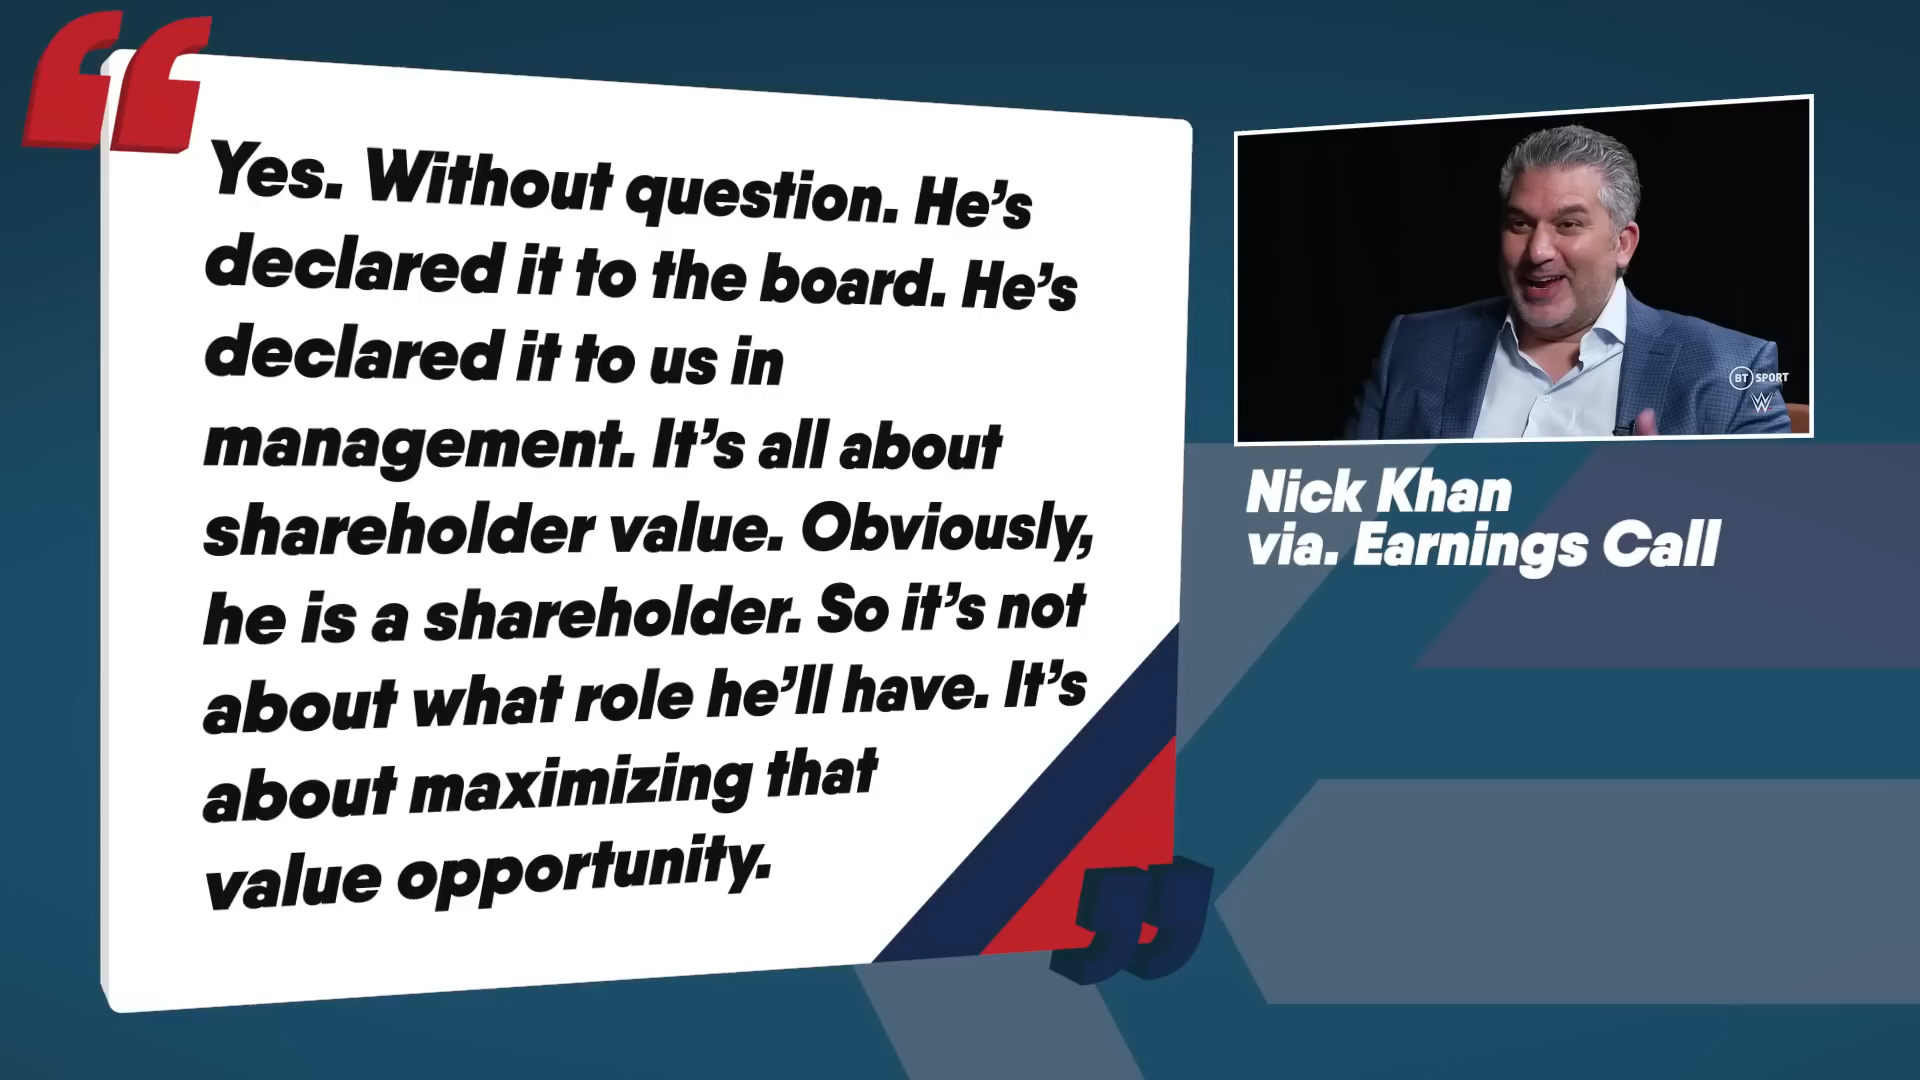 Yes. Without question. He's
declared it to the board. He's
declared it to us in
management. It's all about
shareholder value. Obviously,
he is a shareholder. So it's not
about what role he'll have. It's
about maximizing that
value opportunity.
BT SPORT
W
Nick Khan
via. Earnings Call